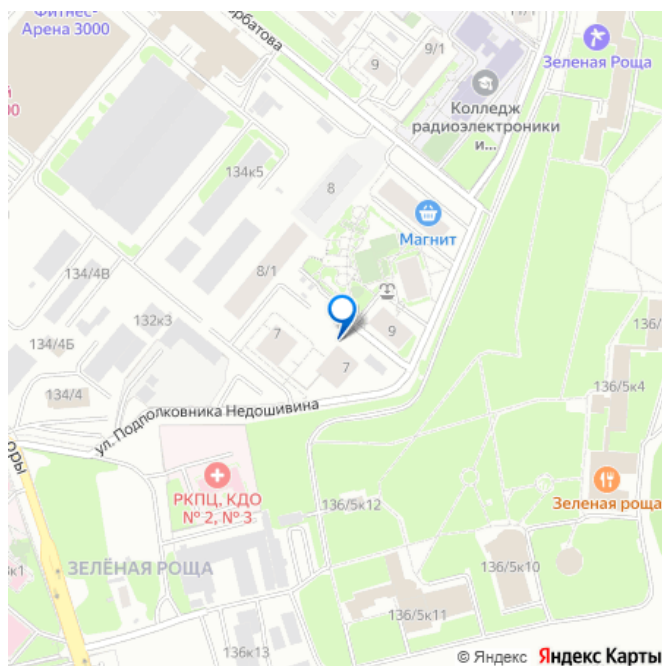 Фитнес-
Арена 3000
9/1
9
Зеленая Роща
Колледж
радиоэлектроники
и...
134к5
8
Магнит
8/1
134/4В
132к3
7
9
134/4Б
7
136/5к4
134/4
ул. Подполковника Недошивина
РКПЦ, КДО
№ 2, № 3
136/5к12
Зеленая роща
ЗЕЛЁНАЯ РОЩА
136/5к10
136/5к11
136к13
© Яндекс Яндекс Карты